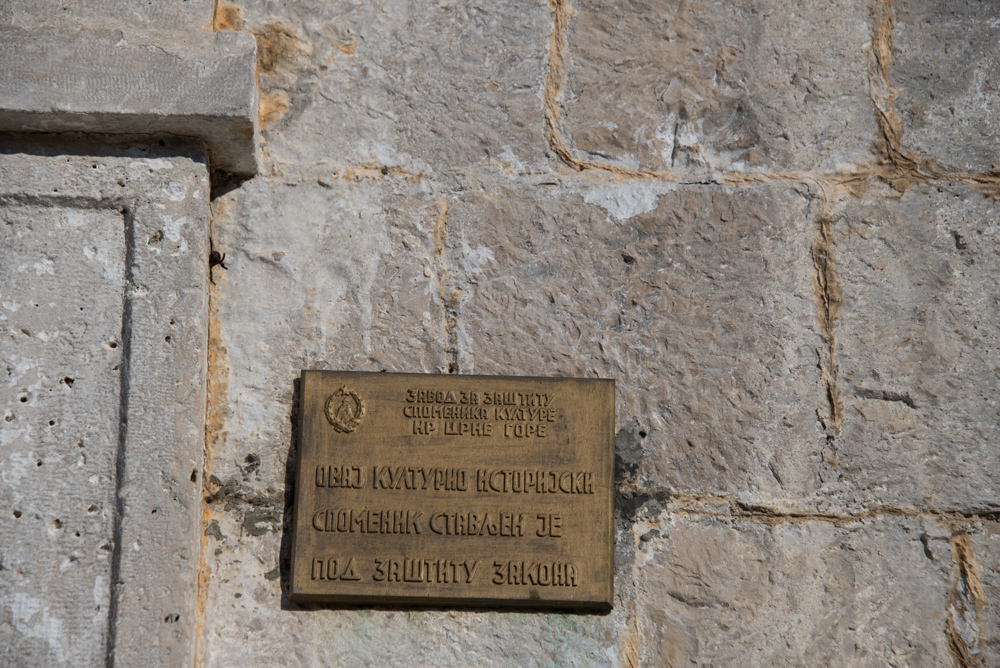 ЗАВОД ЗА ЗАШТИТУ
СПОМЕНИКА КУЛТУРЕ
НР ЦРНЕ ГОРЕ
ОВАЈ КУЛТУРНО ИСТОРИЈСКИ
СПОМЕНИК СТАВЉЕН ЈЕ
ПОД ЗАШТИТУ ЗАКОНА